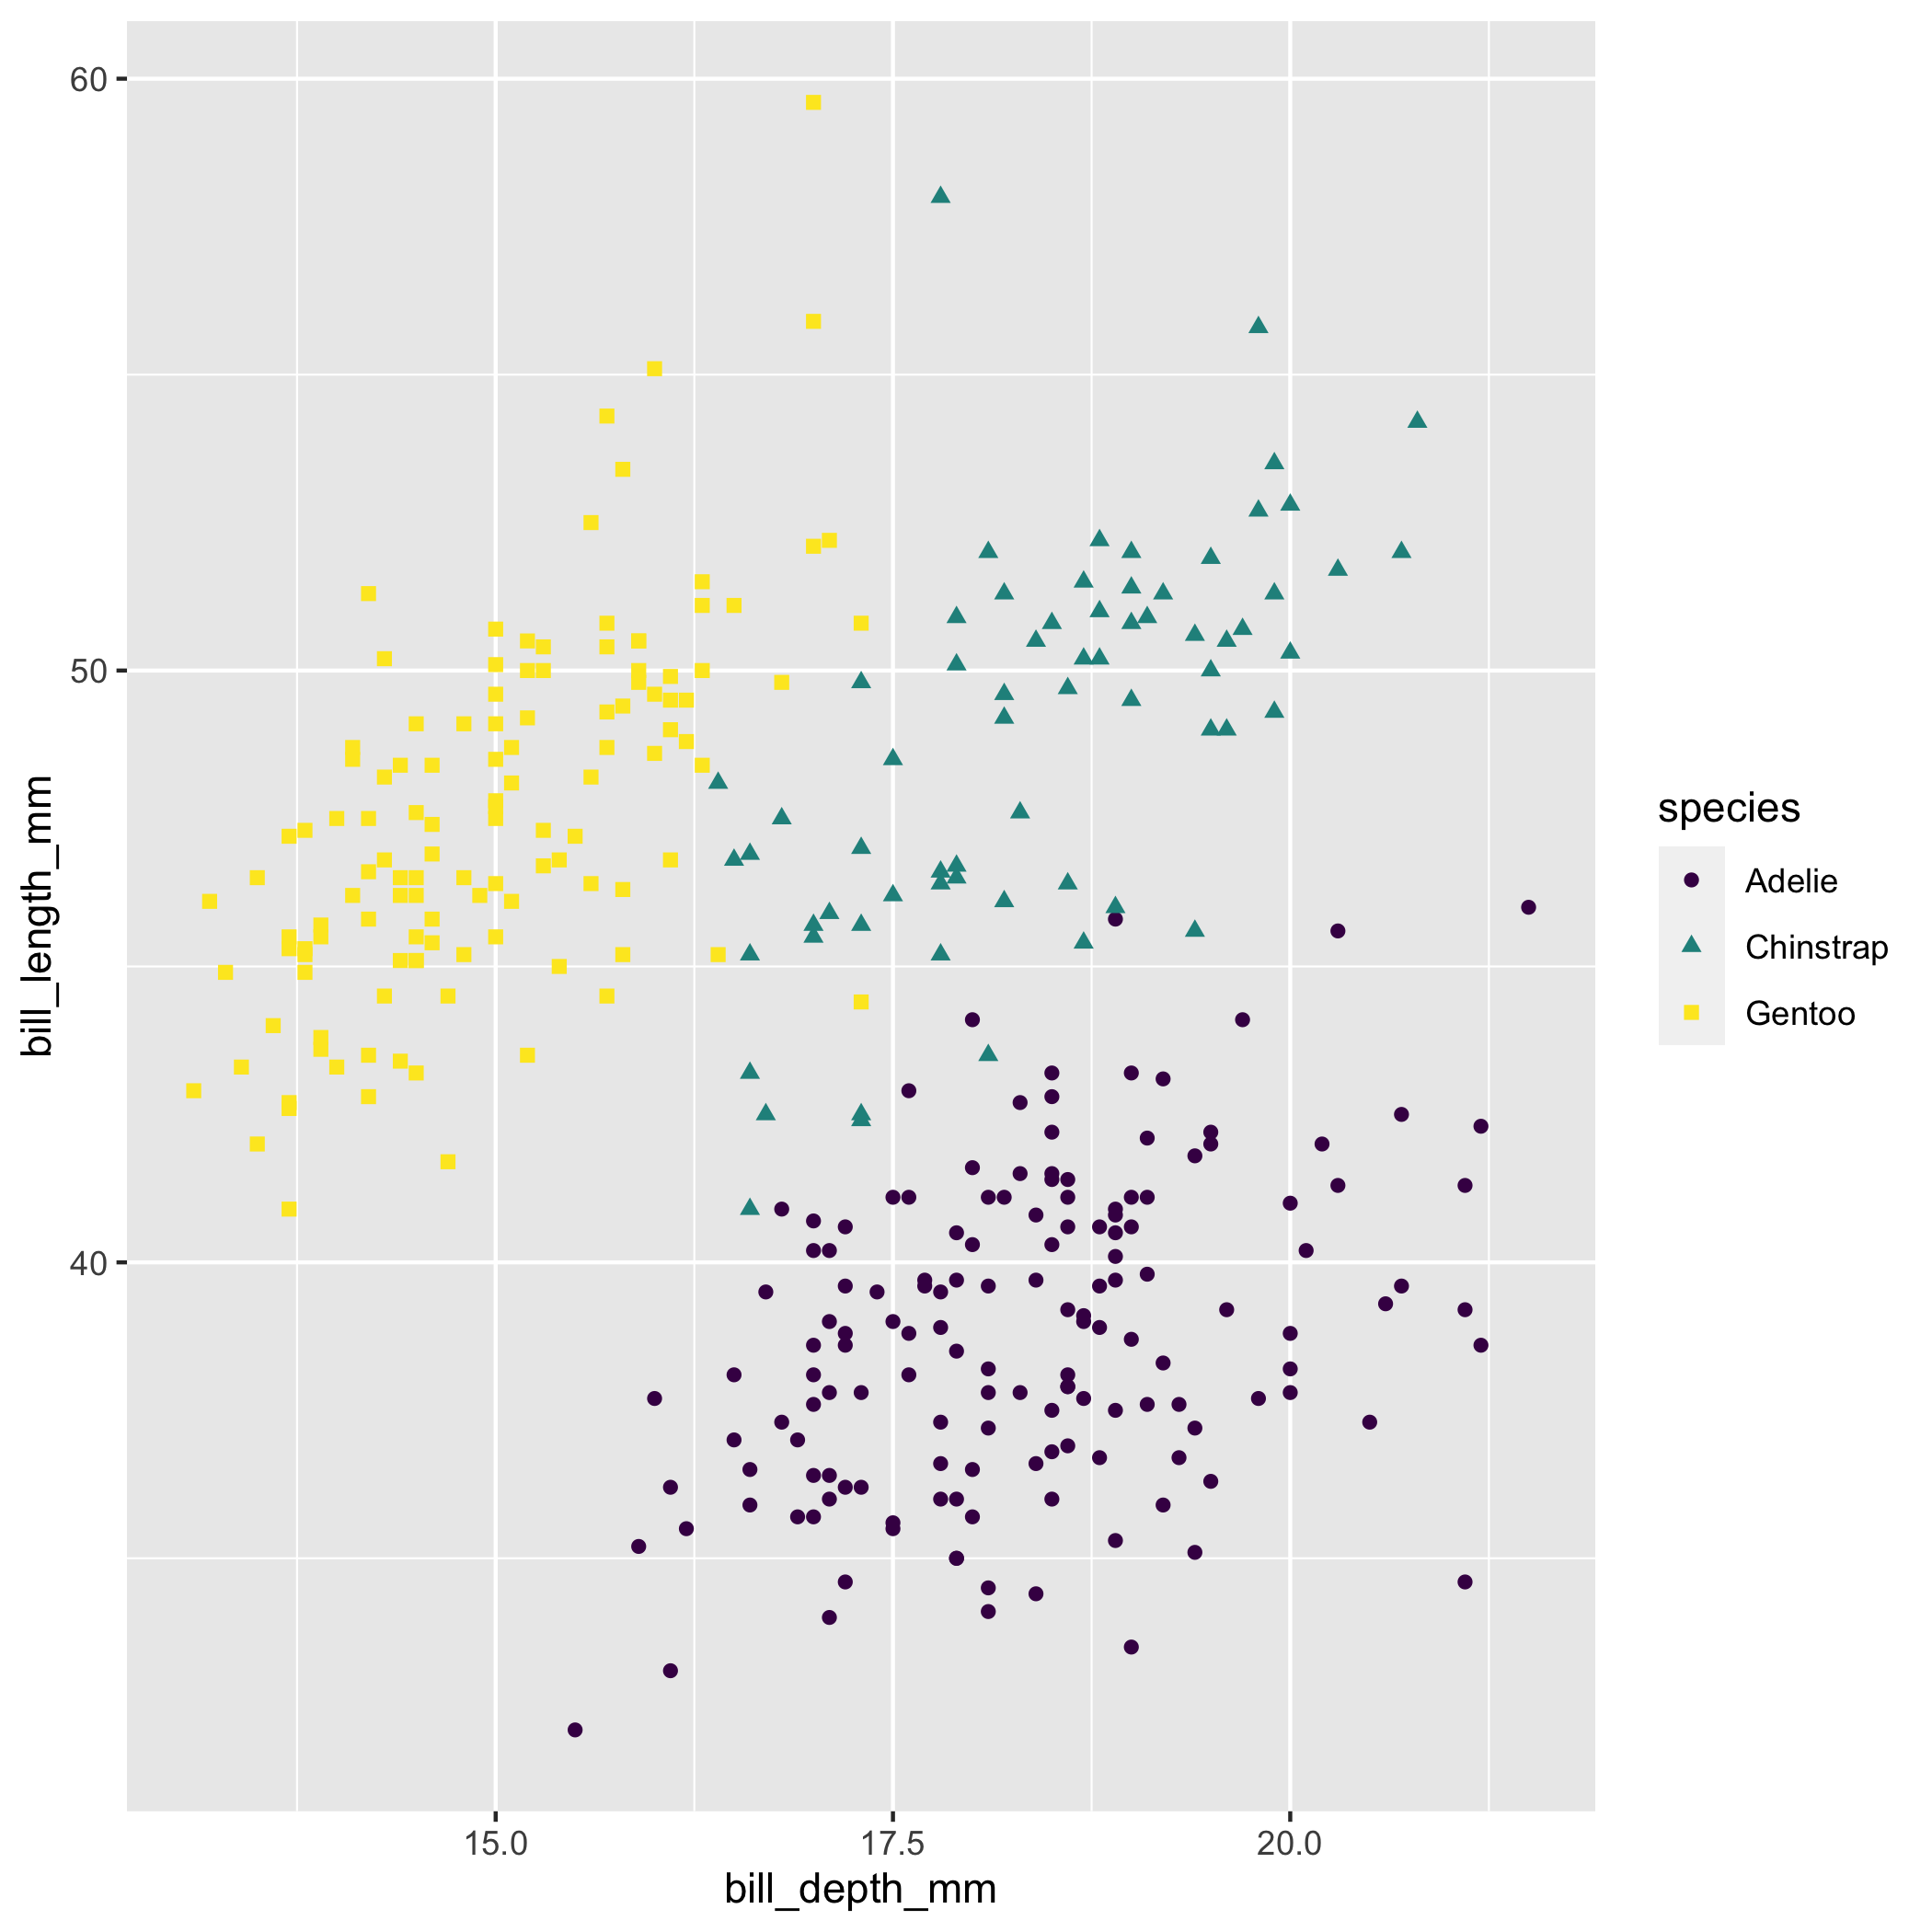 60
50
40
bill_length_mm
15.0
17.5
20.0
bill_depth_mm
species
Adelie
Chinstrap
Gentoo